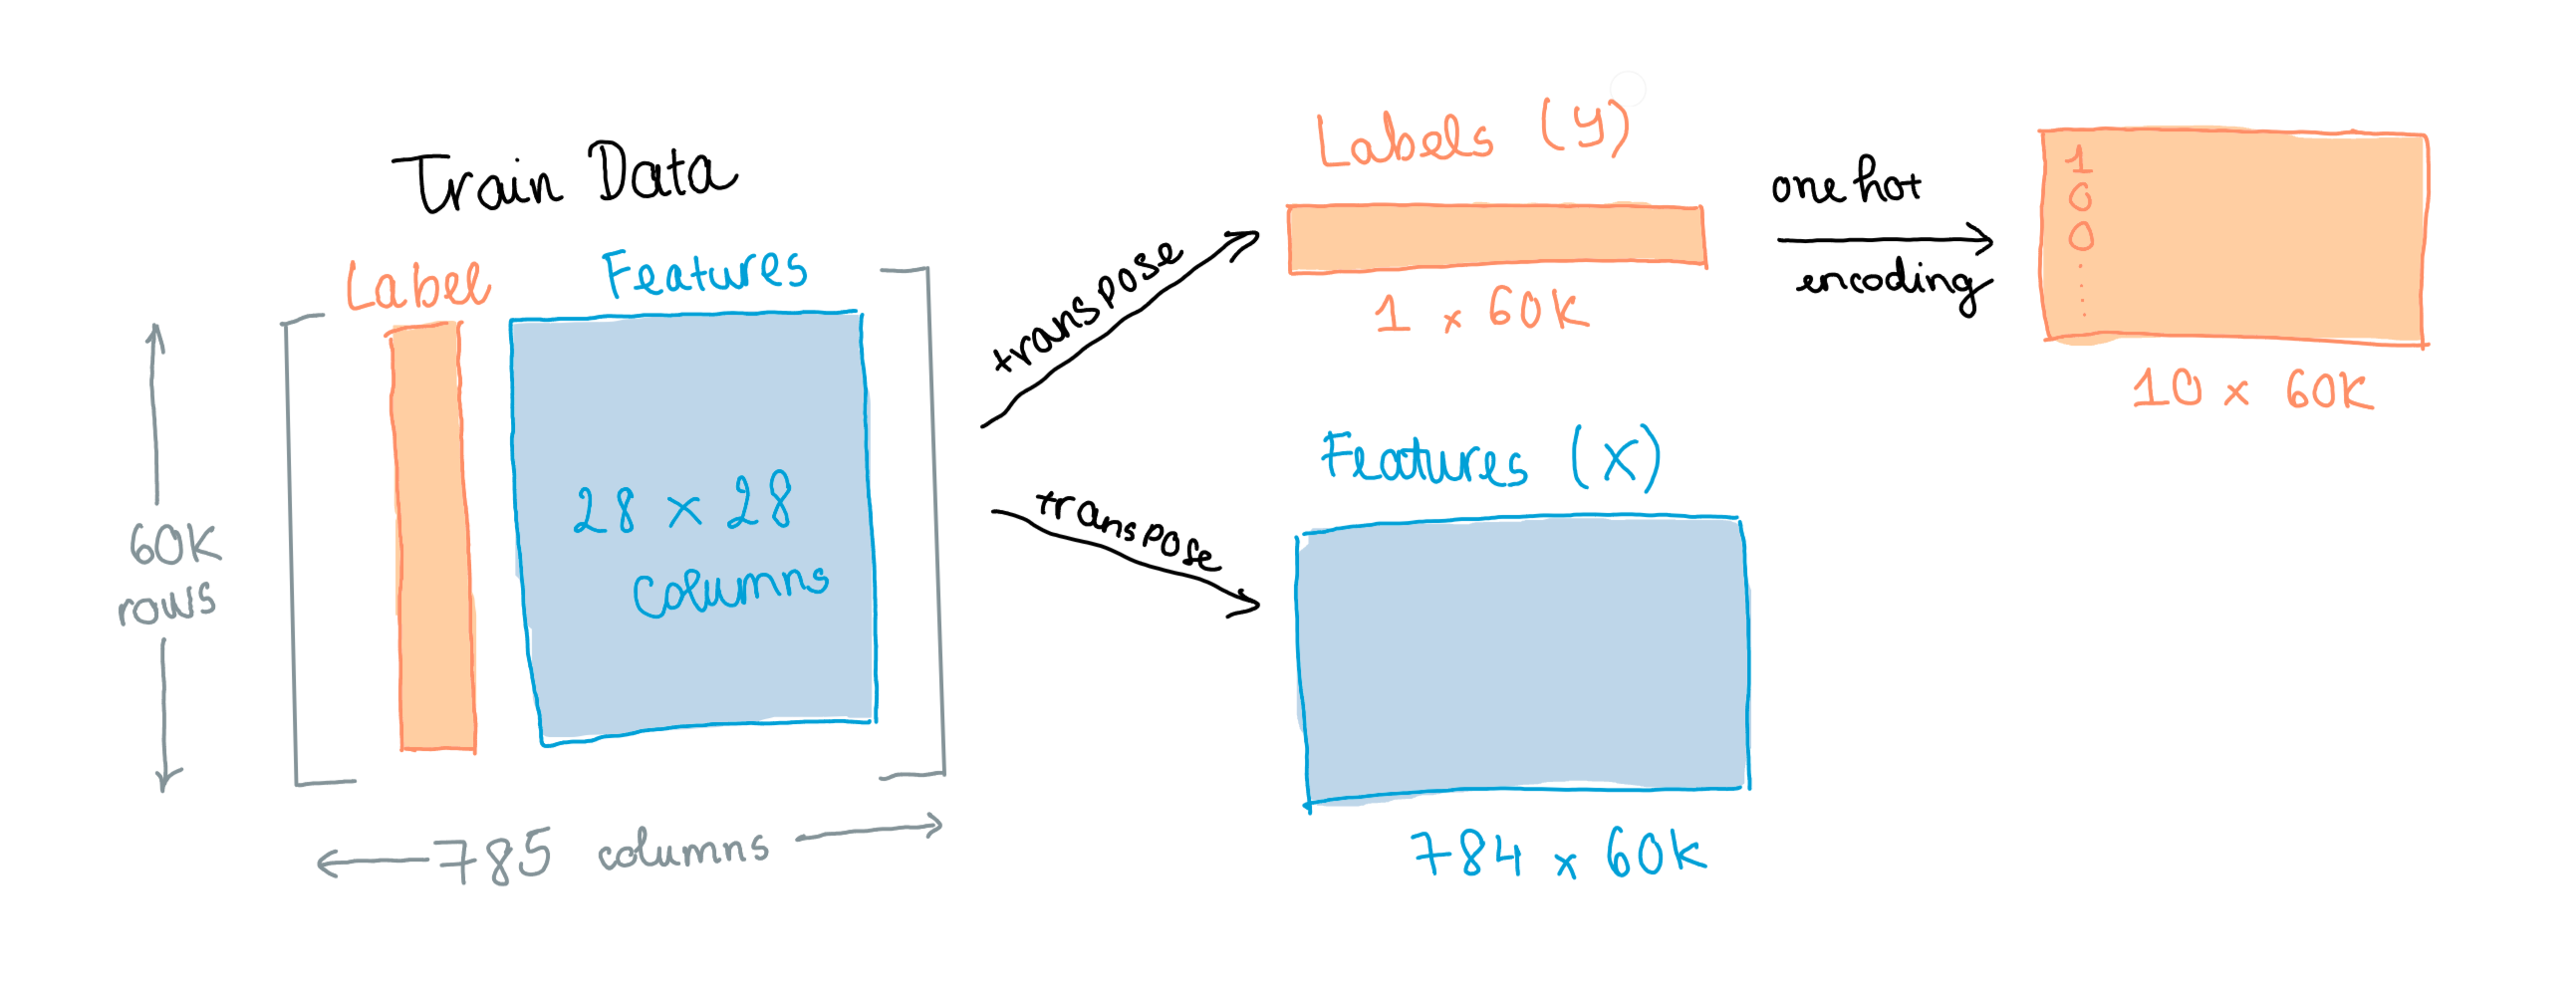 Train Data
Label
Features
28 x 28
columns
60K
rows
785 columns
transpose
transpose
Labels (y)
1 x 60K
Features (X)
784 x 60K
one hot
encoding
1
0
0
.
.
.
.
10 x 60K